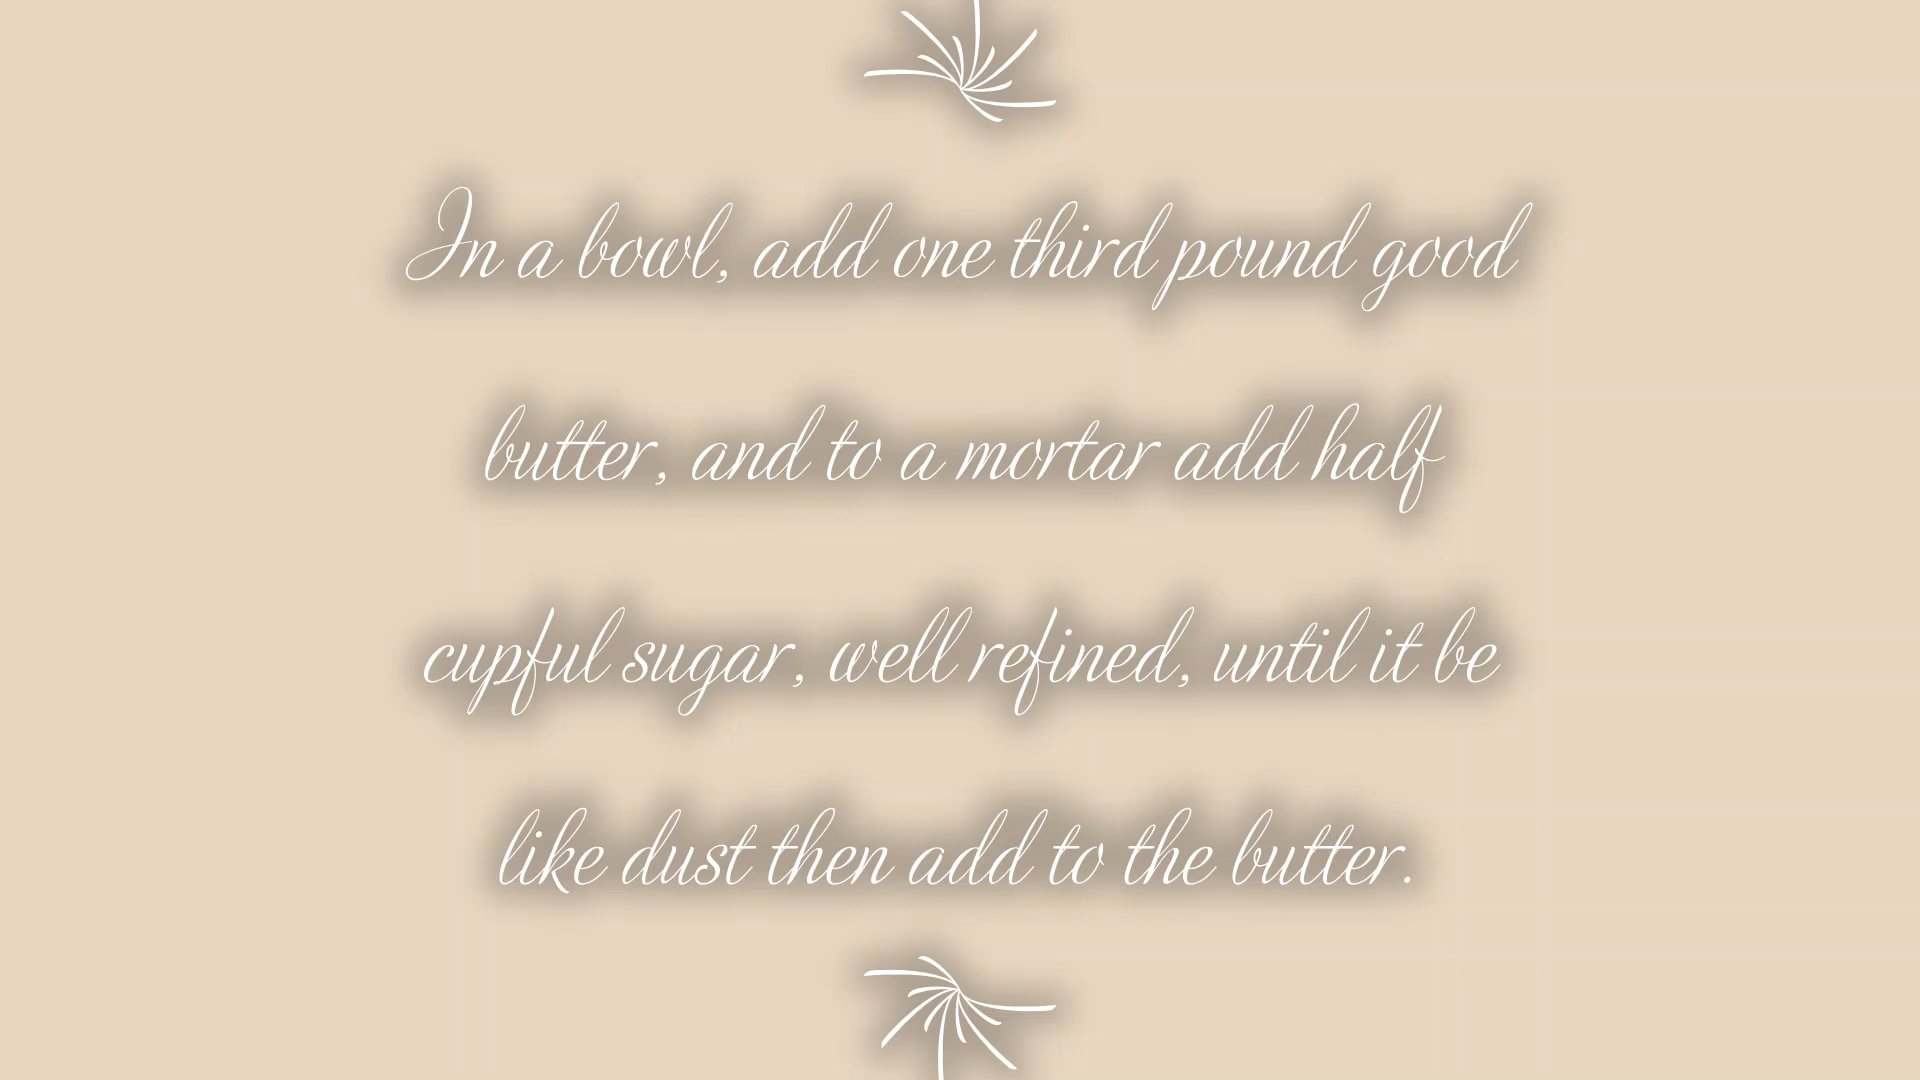 In a bowl, add one third pound good
butter, and to a mortar add half
cupful sugar, well refined, until it be
like dust then add to the butter.